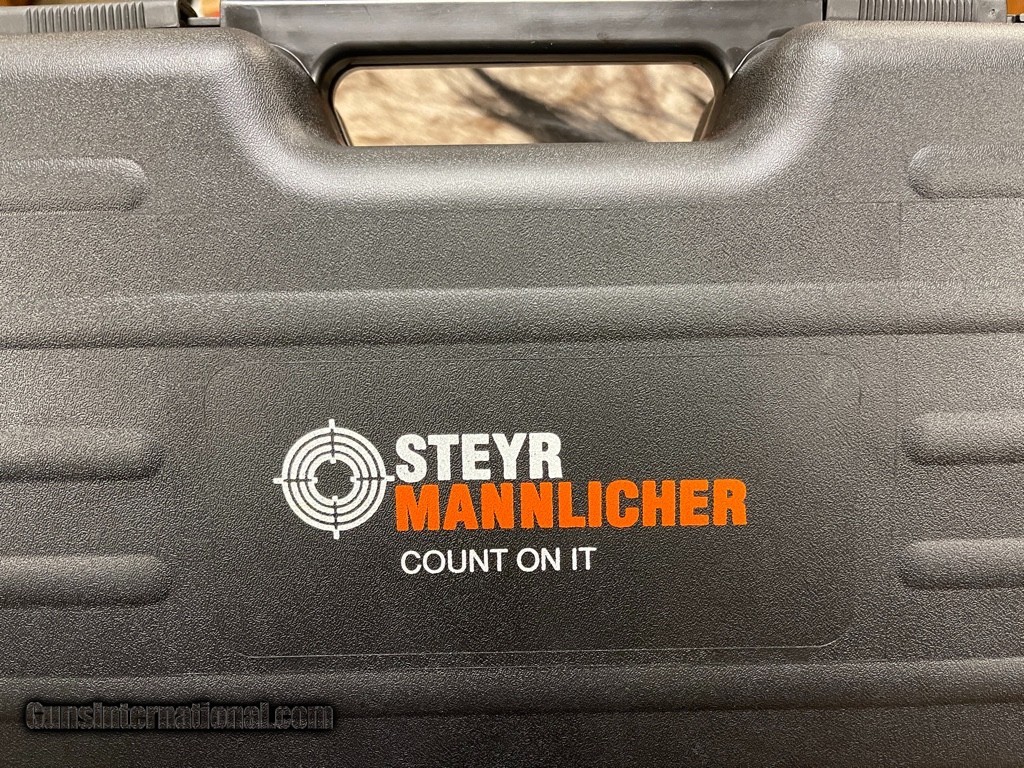 STEYR
MANNLICHER
COUNT ON IT
GunsInternational.com